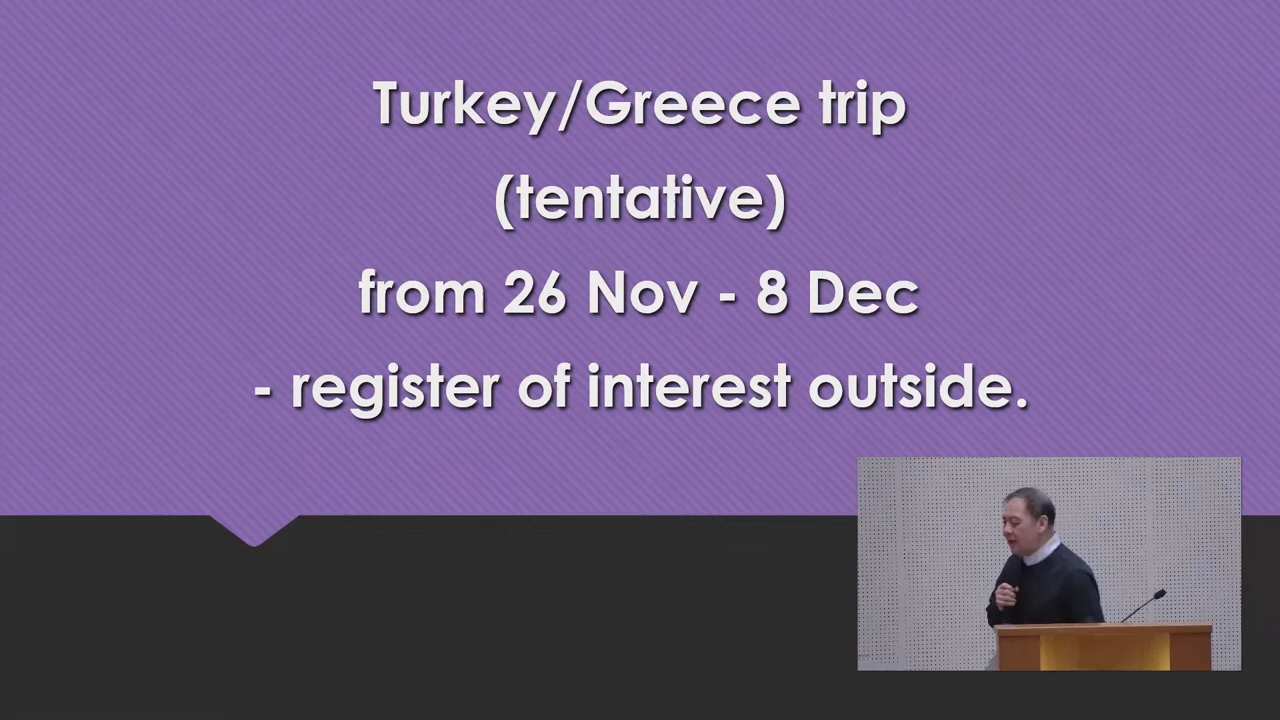 Turkey/Greece trip
(tentative)
from 26 Nov - 8 Dec
- register of interest outside.